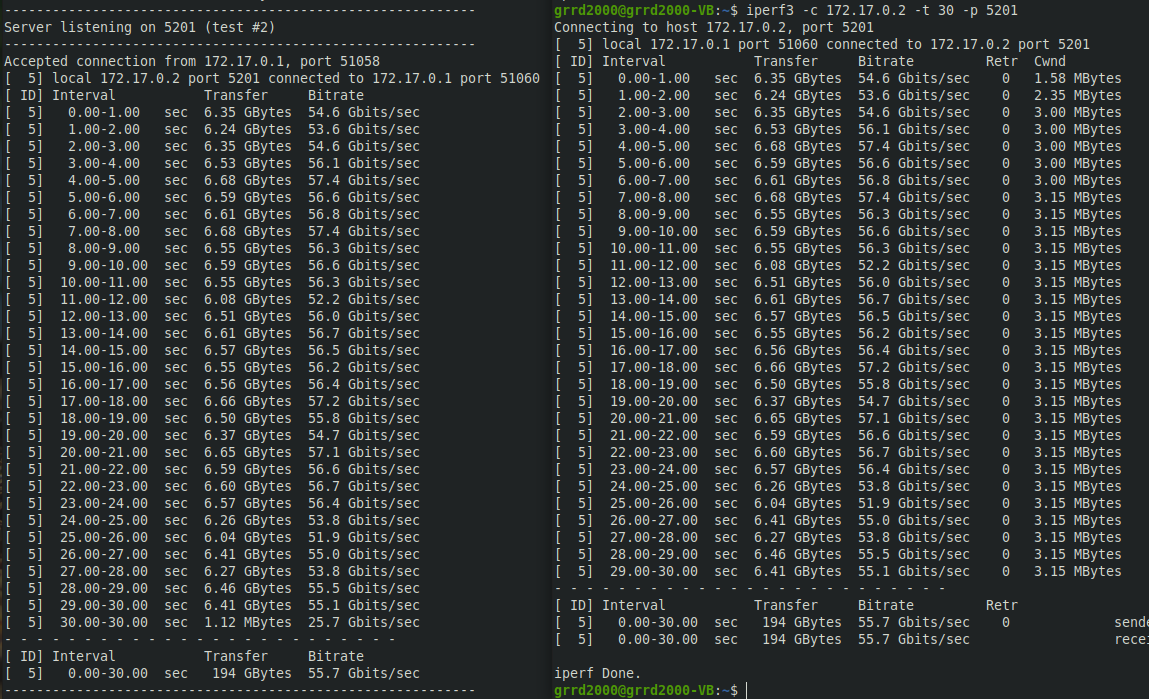 -----------------------------------------------------------
Server listening on 5201 (test #2)
-----------------------------------------------------------
Accepted connection from 172.17.0.1, port 51058
[  5] local 172.17.0.2 port 5201 connected to 172.17.0.1 port 51060
[ ID] Interval           Transfer     Bitrate
[  5]   0.00-1.00   sec  6.35 GBytes  54.6 Gbits/sec
[  5]   1.00-2.00   sec  6.24 GBytes  53.6 Gbits/sec
[  5]   2.00-3.00   sec  6.35 GBytes  54.6 Gbits/sec
[  5]   3.00-4.00   sec  6.53 GBytes  56.1 Gbits/sec
[  5]   4.00-5.00   sec  6.68 GBytes  57.4 Gbits/sec
[  5]   5.00-6.00   sec  6.59 GBytes  56.6 Gbits/sec
[  5]   6.00-7.00   sec  6.61 GBytes  56.8 Gbits/sec
[  5]   7.00-8.00   sec  6.68 GBytes  57.4 Gbits/sec
[  5]   8.00-9.00   sec  6.55 GBytes  56.3 Gbits/sec
[  5]   9.00-10.00  sec  6.59 GBytes  56.6 Gbits/sec
[  5]  10.00-11.00  sec  6.55 GBytes  56.3 Gbits/sec
[  5]  11.00-12.00  sec  6.08 GBytes  52.2 Gbits/sec
[  5]  12.00-13.00  sec  6.51 GBytes  56.0 Gbits/sec
[  5]  13.00-14.00  sec  6.61 GBytes  56.7 Gbits/sec
[  5]  14.00-15.00  sec  6.57 GBytes  56.5 Gbits/sec
[  5]  15.00-16.00  sec  6.55 GBytes  56.2 Gbits/sec
[  5]  16.00-17.00  sec  6.56 GBytes  56.4 Gbits/sec
[  5]  17.00-18.00  sec  6.66 GBytes  57.2 Gbits/sec
[  5]  18.00-19.00  sec  6.50 GBytes  55.8 Gbits/sec
[  5]  19.00-20.00  sec  6.37 GBytes  54.7 Gbits/sec
[  5]  20.00-21.00  sec  6.65 GBytes  57.1 Gbits/sec
[  5]  21.00-22.00  sec  6.59 GBytes  56.6 Gbits/sec
[  5]  22.00-23.00  sec  6.60 GBytes  56.7 Gbits/sec
[  5]  23.00-24.00  sec  6.57 GBytes  56.4 Gbits/sec
[  5]  24.00-25.00  sec  6.26 GBytes  53.8 Gbits/sec
[  5]  25.00-26.00  sec  6.04 GBytes  51.9 Gbits/sec
[  5]  26.00-27.00  sec  6.41 GBytes  55.0 Gbits/sec
[  5]  27.00-28.00  sec  6.27 GBytes  53.8 Gbits/sec
[  5]  28.00-29.00  sec  6.46 GBytes  55.5 Gbits/sec
[  5]  29.00-30.00  sec  6.41 GBytes  55.1 Gbits/sec
[  5]  30.00-30.00  sec  1.12 MBytes  25.7 Gbits/sec
- - - - - - - - - - - - - - - - - - - - - - - - -
[ ID] Interval           Transfer     Bitrate
[  5]   0.00-30.00  sec   194 GBytes  55.7 Gbits/sec
-----------------------------------------------------------
grrd2000@grrd2000-VB:~$ iperf3 -c 172.17.0.2 -t 30 -p 5201
Connecting to host 172.17.0.2, port 5201
[  5] local 172.17.0.1 port 51060 connected to 172.17.0.2 port 5201
[ ID] Interval           Transfer     Bitrate         Retr  Cwnd
[  5]   0.00-1.00   sec  6.35 GBytes  54.6 Gbits/sec    0   1.58 MBytes
[  5]   1.00-2.00   sec  6.24 GBytes  53.6 Gbits/sec    0   2.35 MBytes
[  5]   2.00-3.00   sec  6.35 GBytes  54.6 Gbits/sec    0   3.00 MBytes
[  5]   3.00-4.00   sec  6.53 GBytes  56.1 Gbits/sec    0   3.00 MBytes
[  5]   4.00-5.00   sec  6.68 GBytes  57.4 Gbits/sec    0   3.00 MBytes
[  5]   5.00-6.00   sec  6.59 GBytes  56.6 Gbits/sec    0   3.00 MBytes
[  5]   6.00-7.00   sec  6.61 GBytes  56.8 Gbits/sec    0   3.00 MBytes
[  5]   7.00-8.00   sec  6.68 GBytes  57.4 Gbits/sec    0   3.15 MBytes
[  5]   8.00-9.00   sec  6.55 GBytes  56.3 Gbits/sec    0   3.15 MBytes
[  5]   9.00-10.00  sec  6.59 GBytes  56.6 Gbits/sec    0   3.15 MBytes
[  5]  10.00-11.00  sec  6.55 GBytes  56.3 Gbits/sec    0   3.15 MBytes
[  5]  11.00-12.00  sec  6.08 GBytes  52.2 Gbits/sec    0   3.15 MBytes
[  5]  12.00-13.00  sec  6.51 GBytes  56.0 Gbits/sec    0   3.15 MBytes
[  5]  13.00-14.00  sec  6.61 GBytes  56.7 Gbits/sec    0   3.15 MBytes
[  5]  14.00-15.00  sec  6.57 GBytes  56.5 Gbits/sec    0   3.15 MBytes
[  5]  15.00-16.00  sec  6.55 GBytes  56.2 Gbits/sec    0   3.15 MBytes
[  5]  16.00-17.00  sec  6.56 GBytes  56.4 Gbits/sec    0   3.15 MBytes
[  5]  17.00-18.00  sec  6.66 GBytes  57.2 Gbits/sec    0   3.15 MBytes
[  5]  18.00-19.00  sec  6.50 GBytes  55.8 Gbits/sec    0   3.15 MBytes
[  5]  19.00-20.00  sec  6.37 GBytes  54.7 Gbits/sec    0   3.15 MBytes
[  5]  20.00-21.00  sec  6.65 GBytes  57.1 Gbits/sec    0   3.15 MBytes
[  5]  21.00-22.00  sec  6.59 GBytes  56.6 Gbits/sec    0   3.15 MBytes
[  5]  22.00-23.00  sec  6.60 GBytes  56.7 Gbits/sec    0   3.15 MBytes
[  5]  23.00-24.00  sec  6.57 GBytes  56.4 Gbits/sec    0   3.15 MBytes
[  5]  24.00-25.00  sec  6.26 GBytes  53.8 Gbits/sec    0   3.15 MBytes
[  5]  25.00-26.00  sec  6.04 GBytes  51.9 Gbits/sec    0   3.15 MBytes
[  5]  26.00-27.00  sec  6.41 GBytes  55.0 Gbits/sec    0   3.15 MBytes
[  5]  27.00-28.00  sec  6.27 GBytes  53.8 Gbits/sec    0   3.15 MBytes
[  5]  28.00-29.00  sec  6.46 GBytes  55.5 Gbits/sec    0   3.15 MBytes
[  5]  29.00-30.00  sec  6.41 GBytes  55.1 Gbits/sec    0   3.15 MBytes
- - - - - - - - - - - - - - - - - - - - - - - - -
[ ID] Interval           Transfer     Bitrate         Retr
[  5]   0.00-30.00  sec   194 GBytes  55.7 Gbits/sec    0             sende
[  5]   0.00-30.00  sec   194 GBytes  55.7 Gbits/sec                  recei

iperf Done.
grrd2000@grrd2000-VB:~$